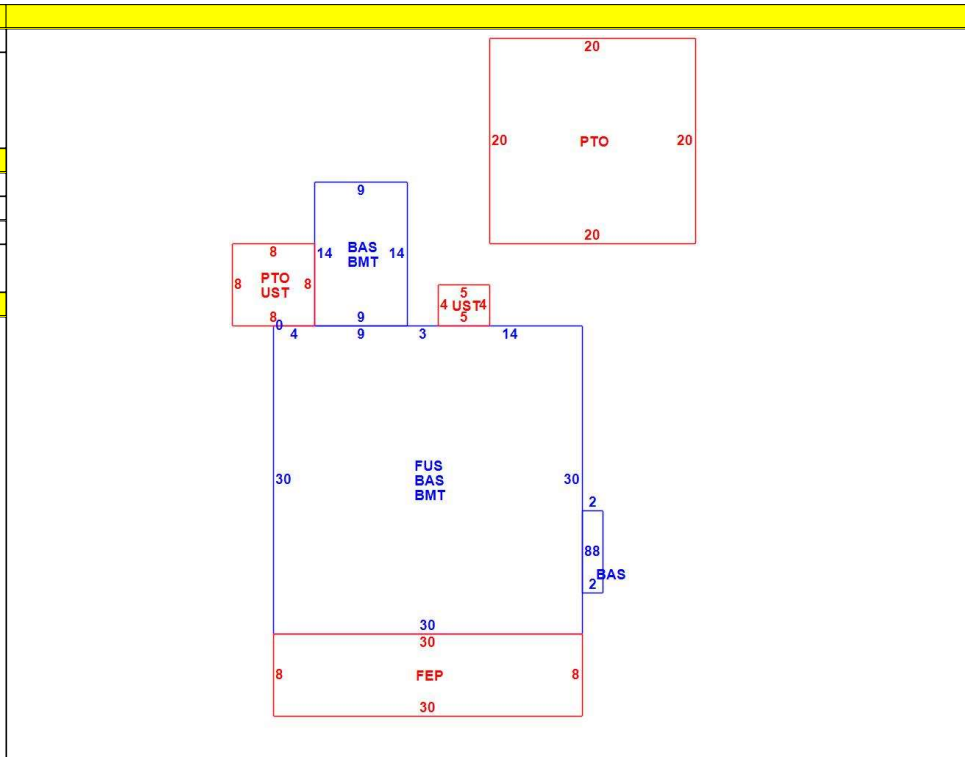 20
20 PTO 20
20
9
14 BAS 14
BMT
9
8
8 PTO 8
UST
8
5
4 UST 4
5
0
4 9 3 14
FUS
30 BAS 30
BMT
2
88
BAS
2
30
30
8 FEP 8
30